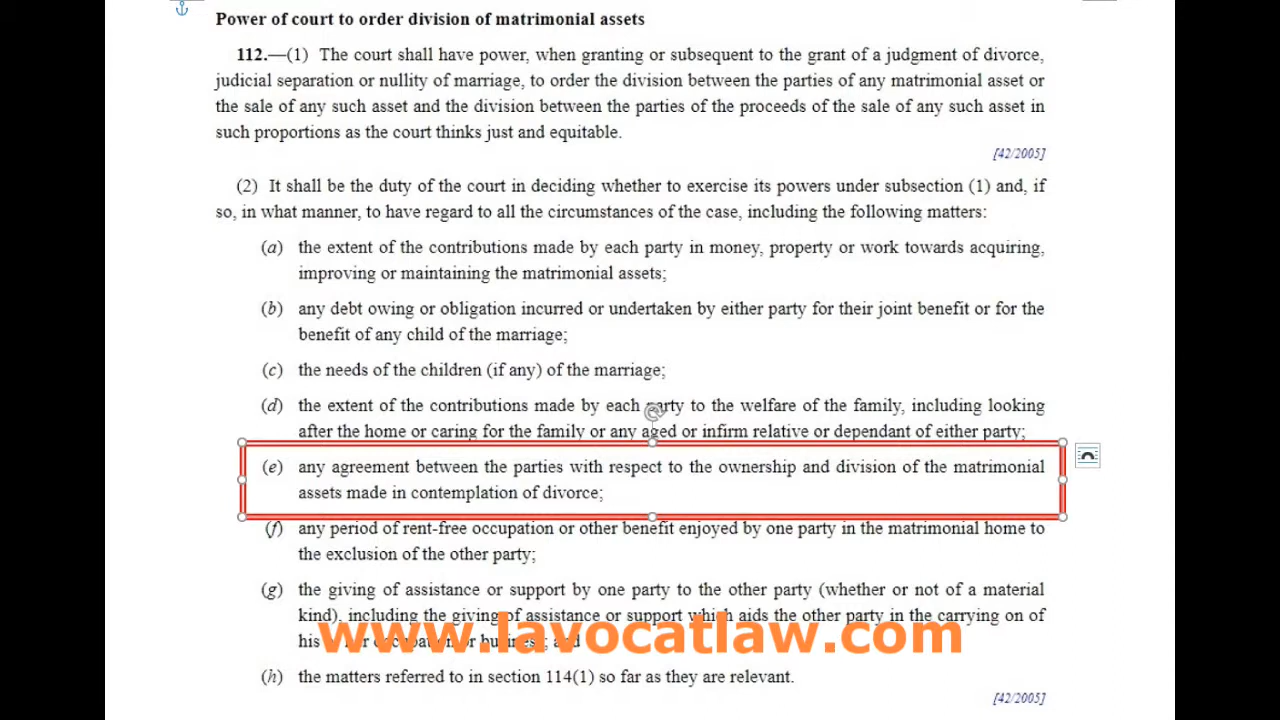 Power of court to order division of matrimonial assets
112.—(1) The court shall have power, when granting or subsequent to the grant of a judgment of divorce,
judicial separation or nullity of marriage, to order the division between the parties of any matrimonial asset or
the sale of any such asset and the division between the parties of the proceeds of the sale of any such asset in
such proportions as the court thinks just and equitable.
[42/2005]
(2) It shall be the duty of the court in deciding whether to exercise its powers under subsection (1) and, if
so, in what manner, to have regard to all the circumstances of the case, including the following matters:
(a) the extent of the contributions made by each party in money, property or work towards acquiring,
improving or maintaining the matrimonial assets;
(b) any debt owing or obligation incurred or undertaken by either party for their joint benefit or for the
benefit of any child of the marriage;
(c) the needs of the children (if any) of the marriage;
(d) the extent of the contributions made by each party to the welfare of the family, including looking
after the home or caring for the family or any aged or infirm relative or dependant of either party;
(e) any agreement between the parties with respect to the ownership and division of the matrimonial
assets made in contemplation of divorce;
(f) any period of rent-free occupation or other benefit enjoyed by one party in the matrimonial home to
the exclusion of the other party;
(g) the giving of assistance or support by one party to the other party (whether or not of a material
kind), including the giving of assistance or support which aids the other party in the carrying on of
his occupation or business; and
www.lavocatlaw.com
(h) the matters referred to in section 114(1) so far as they are relevant.
[42/2005]